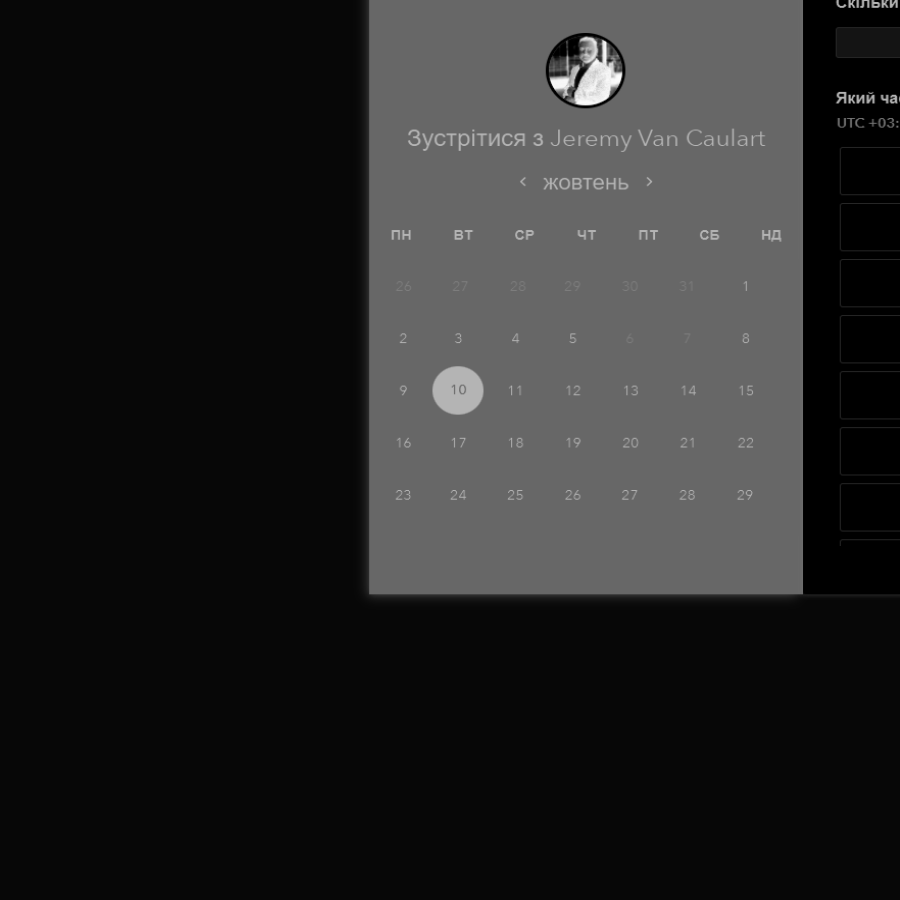 Зустрітися з Jeremy Van Caulart
жовтень
ПН ВТ СР ЧТ ПТ СБ НД
26 27 28 29 30 31 1
2 3 4 5 6 7 8
9 10 11 12 13 14 15
16 17 18 19 20 21 22
23 24 25 26 27 28 29
Скільки
Який
UTC +03: